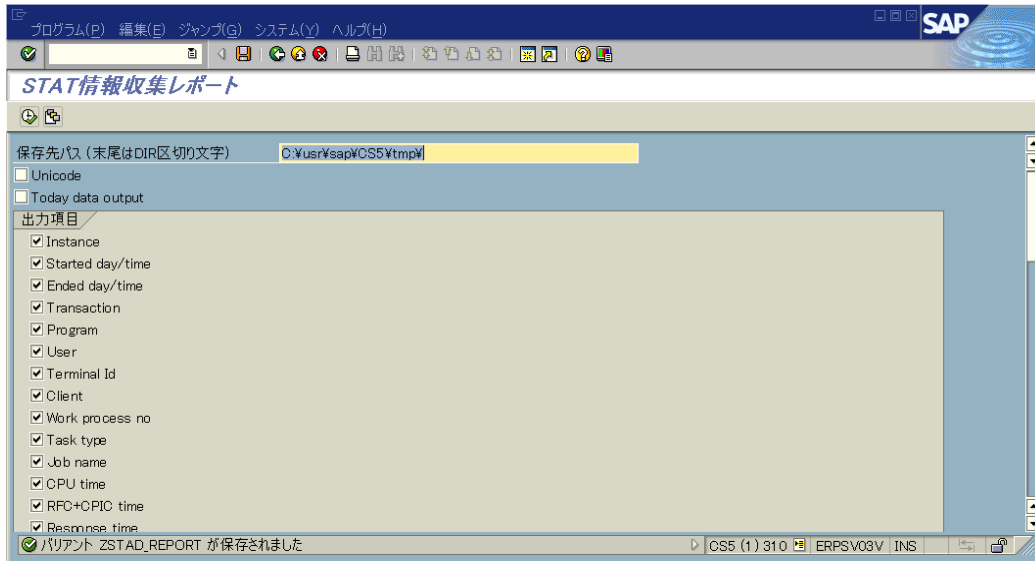 プログラム(P) 編集(E) ジャンプ(G) システム(Y) ヘルプ(H)
SAP
STAT情報収集レポート
保存先パス (末尾はDIR区切り文字) C:¥usr¥sap¥CS5¥tmp¥
Unicode
Today data output
出力項目
Instance
Started day/time
Ended day/time
Transaction
Program
User
Terminal Id
Client
Work process no
Task type
Job name
CPU time
RFC+CPIC time
Response time
バリアント ZSTAD_REPORT が保存されました CS5 (1) 310 ERPSV03V INS